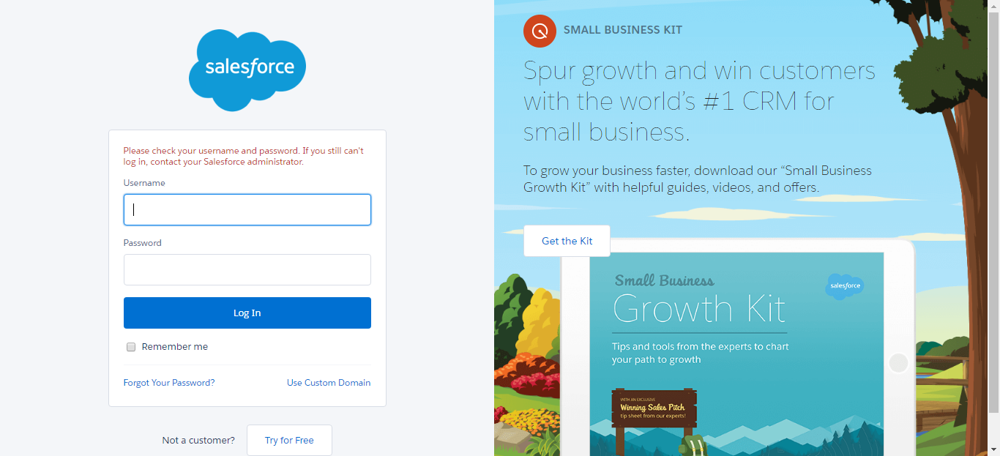 salesforce
Please check your username and password. If you still can't
log in, contact your Salesforce administrator.
Username
Password
Log In
Remember me
Forgot Your Password?
Use Custom Domain
Not a customer?
Try for Free
SMALL BUSINESS KIT
Spur growth and win customers
with the world's #1 CRM for
small business.
To grow your business faster, download our “Small Business
Growth Kit” with helpful guides, videos, and offers.
Get the Kit
Small Business
salesforce
Growth Kit
Tips and tools from the experts to chart
your path to growth
WITH AN EXCLUSIVE
Winning Sales Pitch
tip sheet from our experts!